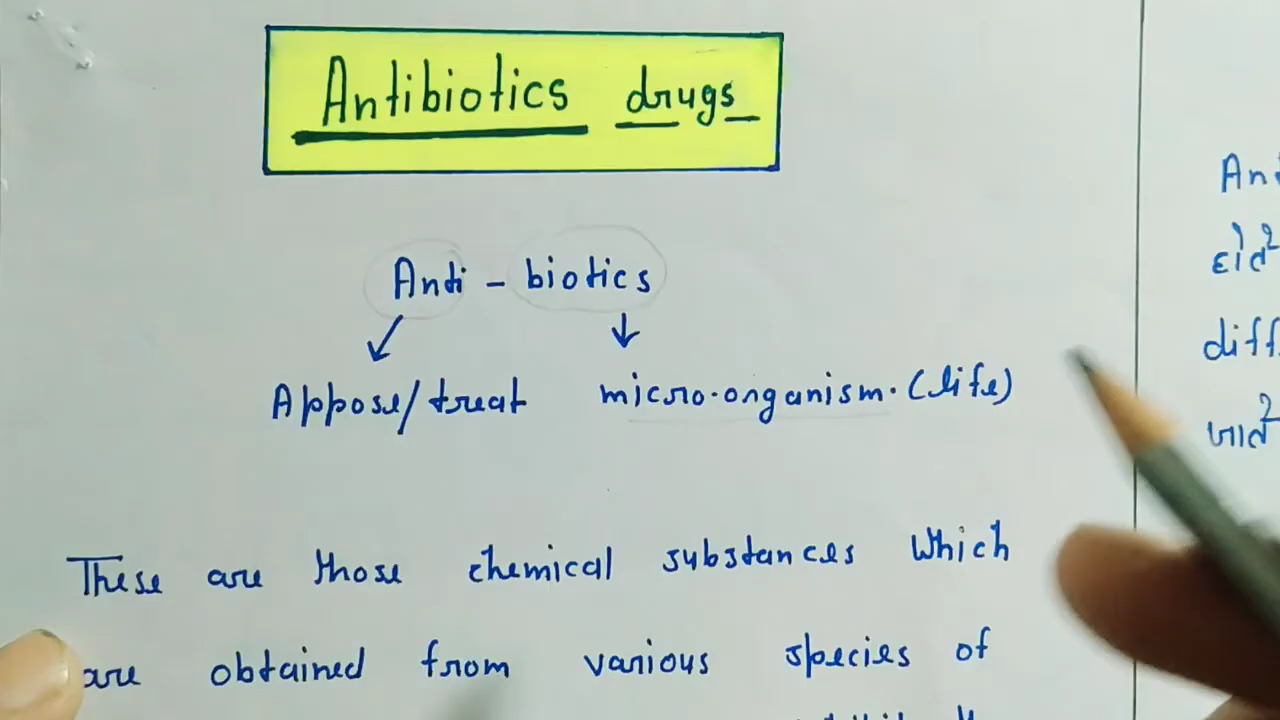 Antibiotics drugs
Anti - biotics
Appose/treat micro.organism.(life)
These are those chemical substances which
are obtained from various species of